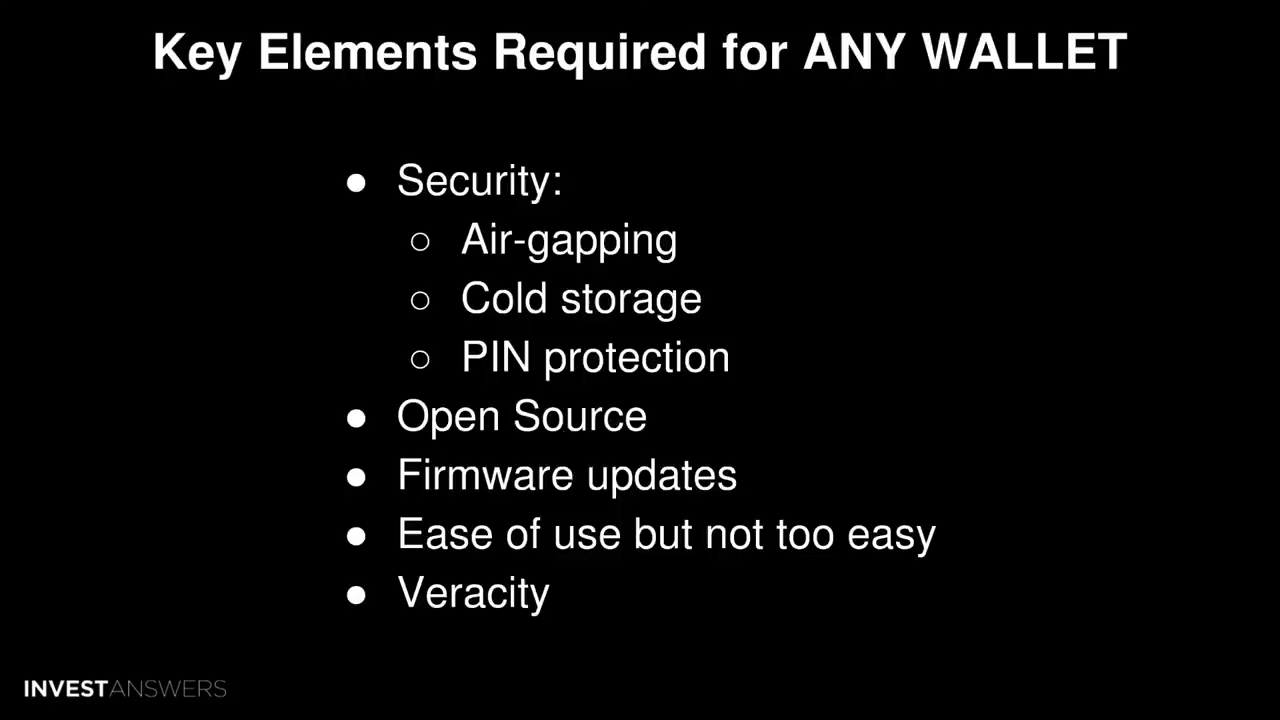 Key Elements Required for ANY WALLET
● Security:
○ Air-gapping
○ Cold storage
○ PIN protection
● Open Source
● Firmware updates
● Ease of use but not too easy
● Veracity
INVESTANSWERS